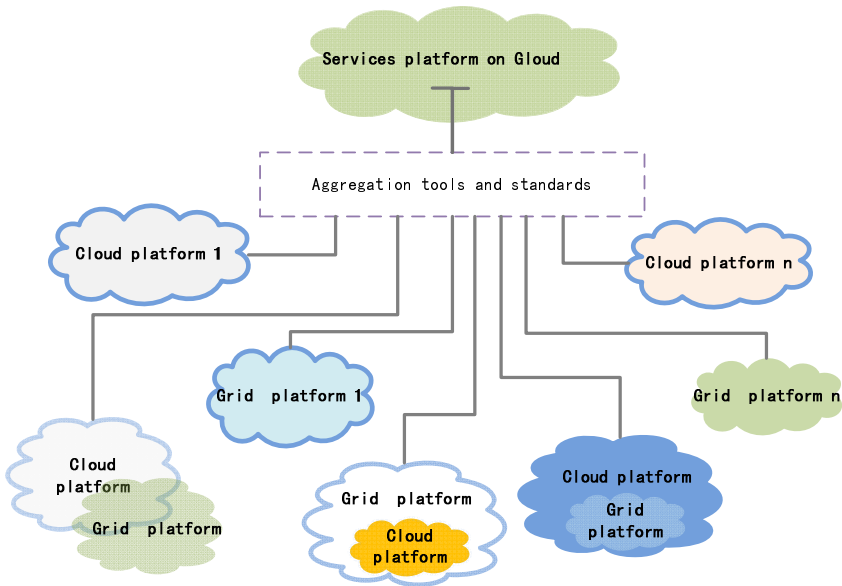 Services platform on Gloud
Aggregation tools and standards
Cloud platform 1
Cloud platform n
Grid platform 1
Grid platform n
Cloud
platform
Grid platform
Grid platform
Cloud
platform
Cloud platform
Grid
platform